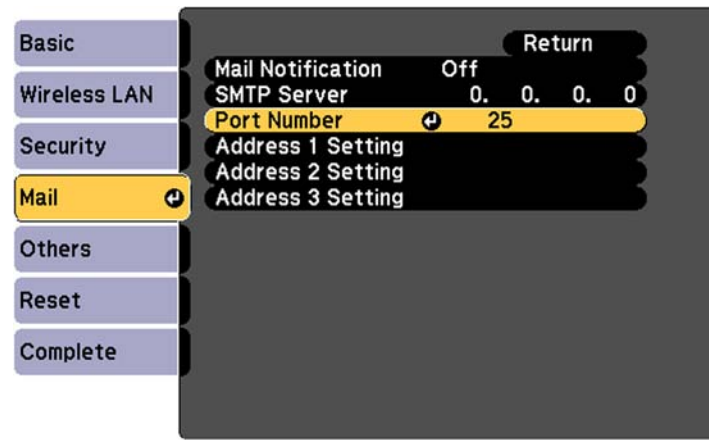 Basic
Wireless LAN
Security
Mail
Others
Reset
Complete
Return
Mail Notification Off
SMTP Server 0. 0. 0. 0
Port Number 25
Address 1 Setting
Address 2 Setting
Address 3 Setting